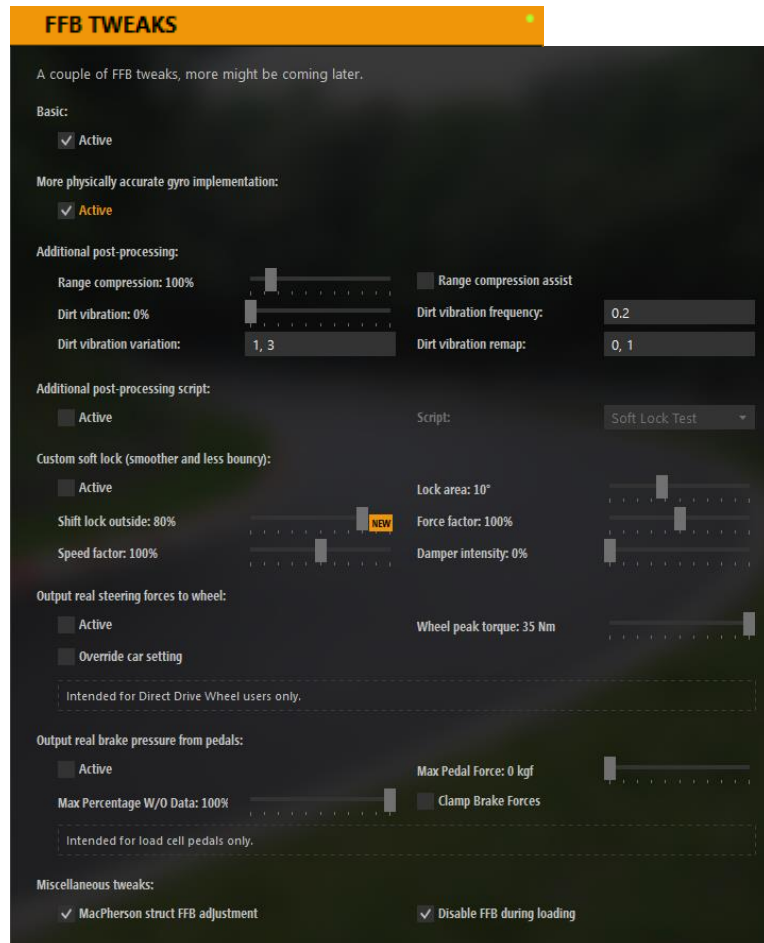 FFB TWEAKS
A couple of FFB tweaks, more might be coming later.
Basic:
Active
More physically accurate gyro implementation:
Active
Additional post-processing:
Range compression: 100%
Range compression assist
Dirt vibration: 0%
Dirt vibration frequency:
0.2
Dirt vibration variation:
1, 3
Dirt vibration remap:
0, 1
Additional post-processing script:
Active
Script:
Soft Lock Test
Custom soft lock (smoother and less bouncy):
Active
Lock area: 10°
Shift lock outside: 80%
NEW
Force factor: 100%
Speed factor: 100%
Damper intensity: 0%
Output real steering forces to wheel:
Active
Wheel peak torque: 35 Nm
Override car setting
Intended for Direct Drive Wheel users only.
Output real brake pressure from pedals:
Active
Max Pedal Force: 0 kgf
Max Percentage W/O Data: 100%
Clamp Brake Forces
Intended for load cell pedals only.
Miscellaneous tweaks:
MacPherson struct FFB adjustment
Disable FFB during loading